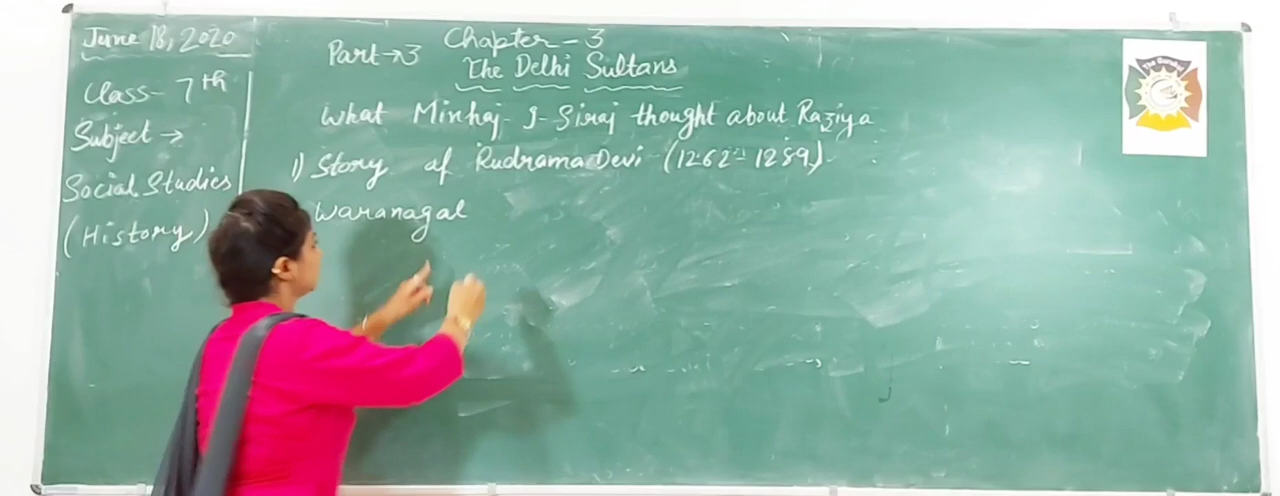 June 18, 2020
Class- 7th
Subject →
Social Studies
(History)
Part→3 Chapter - 3
The Delhi Sultans
What Minhaj-I-Siraj thought about Raziya
1) Story of Rudrama Devi (1262-1289)
Waranagal